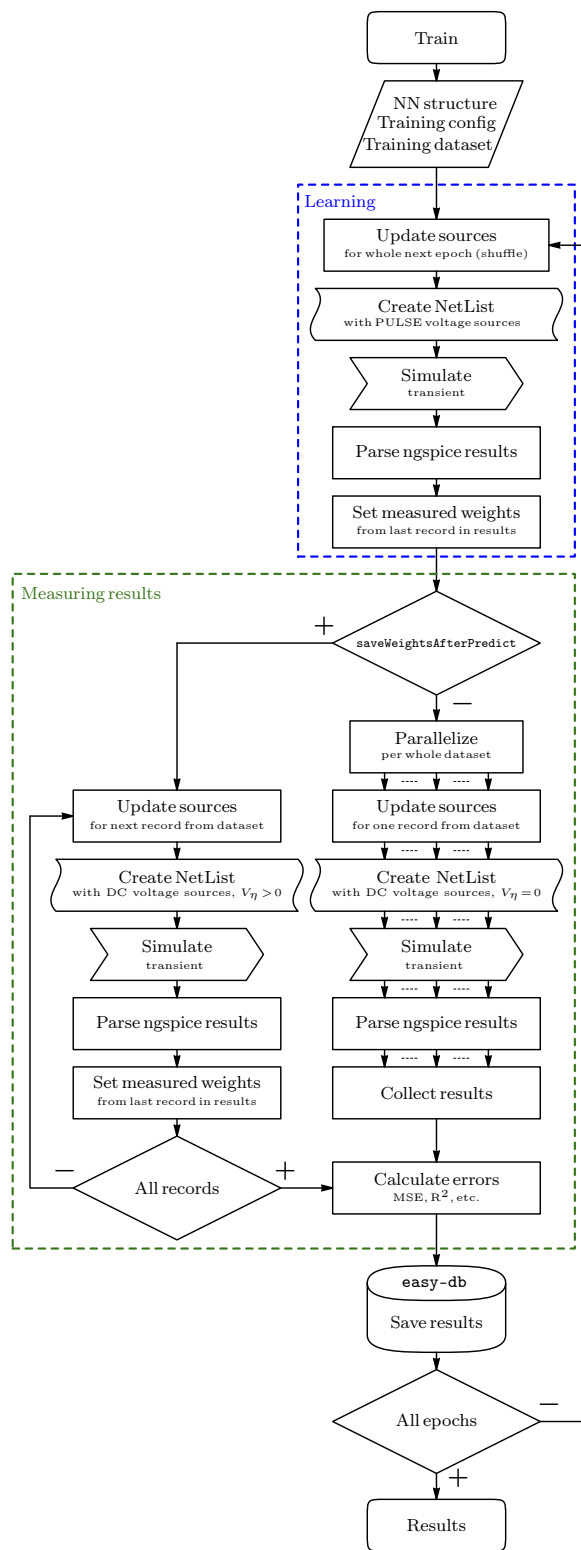 Train
NN structure
Training config
Training dataset
Learning
Update sources
for whole next epoch (shuffle)
Create NetList
with PULSE voltage sources
Simulate
transient
Parse ngspice results
Set measured weights
from last record in results
Measuring results
saveWeightsAfterPredict
+
−
Parallelize
per whole dataset
Update sources
for next record from dataset
Create NetList
with DC voltage sources, Vη > 0
Simulate
transient
Parse ngspice results
Set measured weights
from last record in results
All records
−
+
Update sources
for one record from dataset
Create NetList
with DC voltage sources, Vη = 0
Simulate
transient
Parse ngspice results
Collect results
Calculate errors
MSE, R², etc.
easy-db
Save results
All epochs
−
+
Results